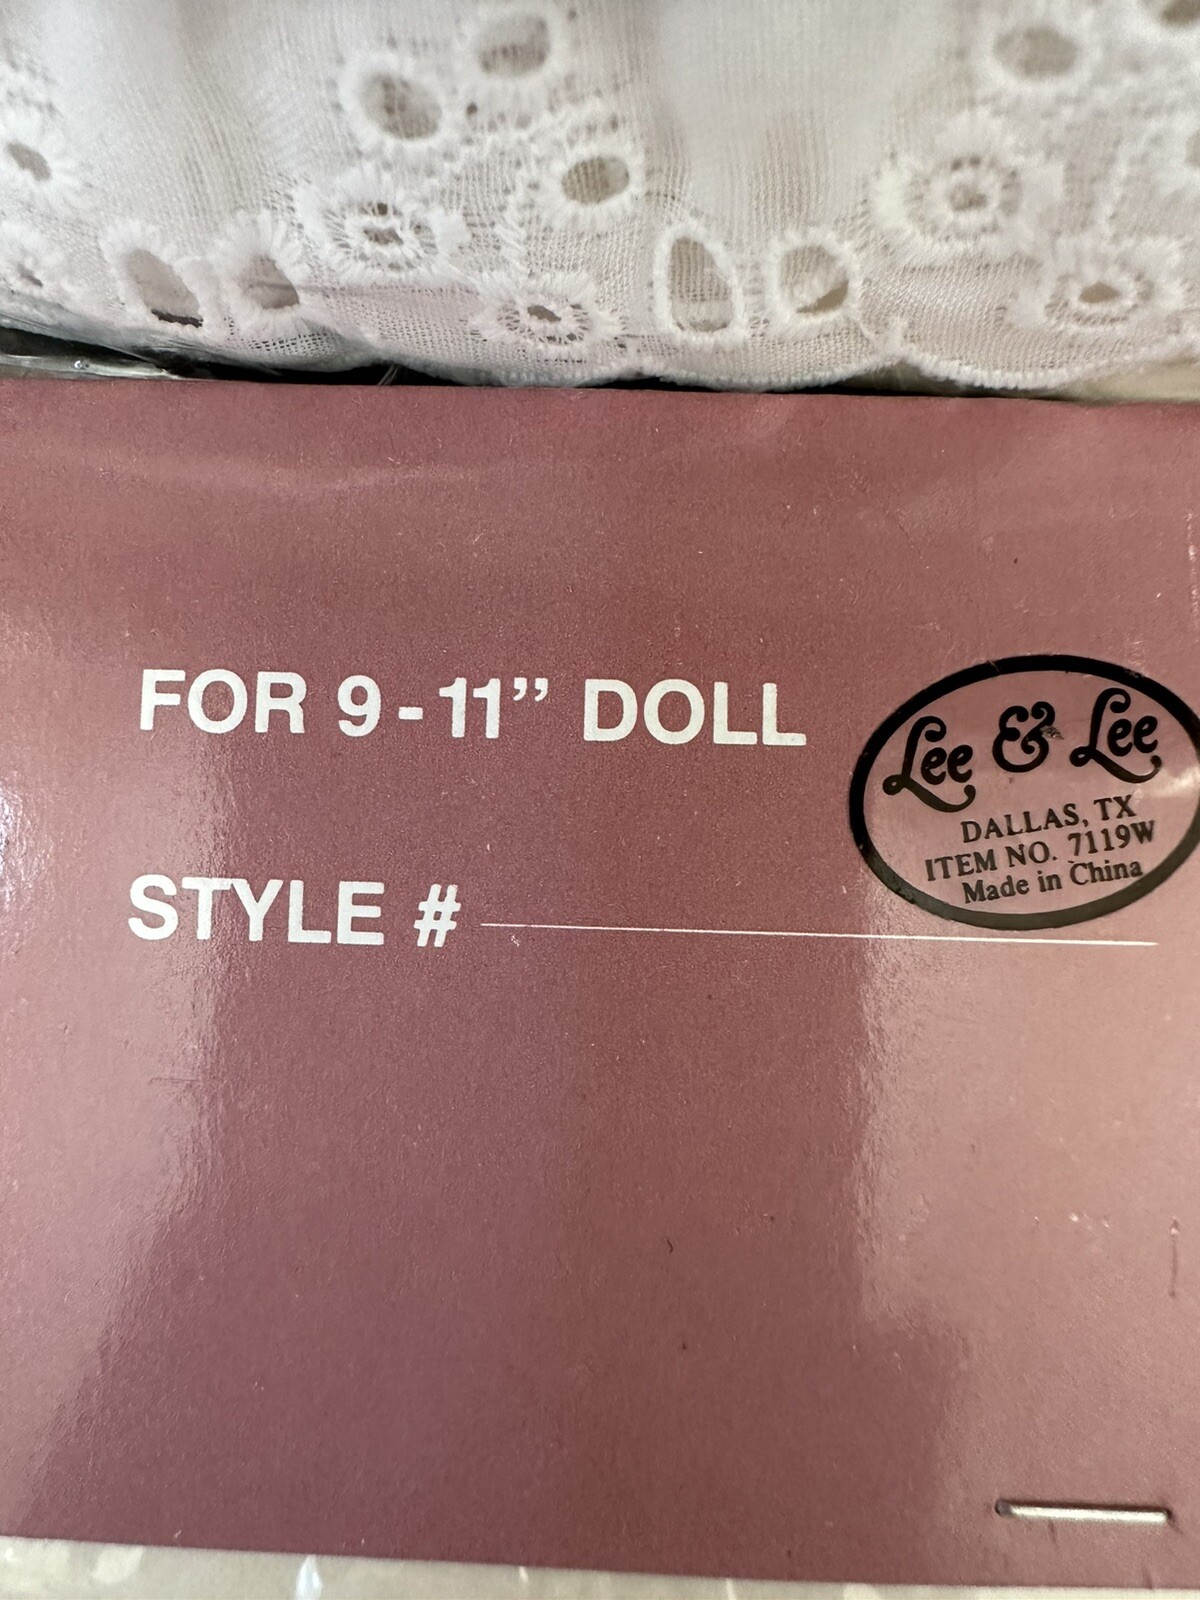 FOR 9-11” DOLL
Lee & Lee
DALLAS, TX
ITEM NO. 7119W
Made in China
STYLE #